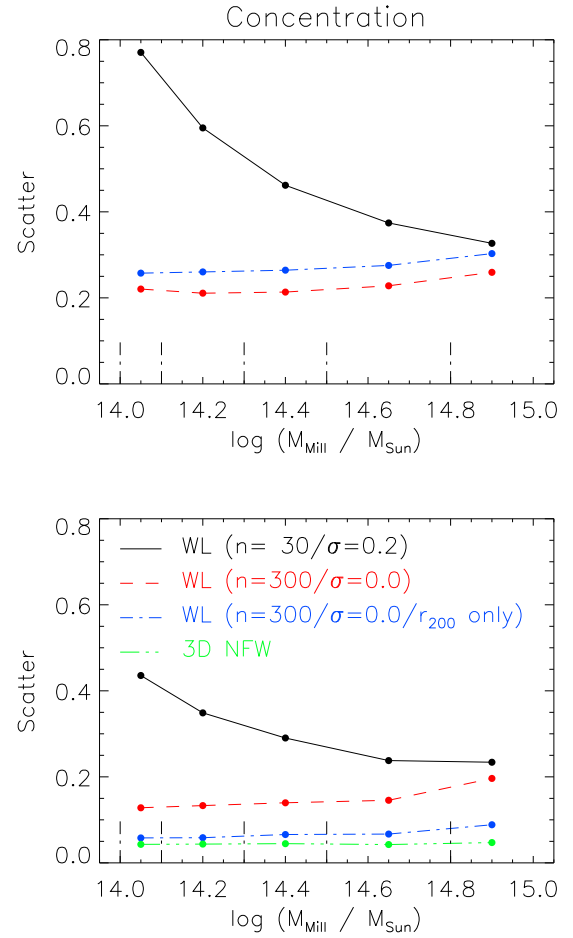 Concentration
0.8
0.6
0.4
0.2
0.0
Scatter
14.0 14.2 14.4 14.6 14.8 15.0
log (M_Mill / M_Sun)
0.8
0.6
0.4
0.2
0.0
Scatter
WL (n= 30/σ=0.2)
WL (n=300/σ=0.0)
WL (n=300/σ=0.0/r_200 only)
3D NFW
14.0 14.2 14.4 14.6 14.8 15.0
log (M_Mill / M_Sun)